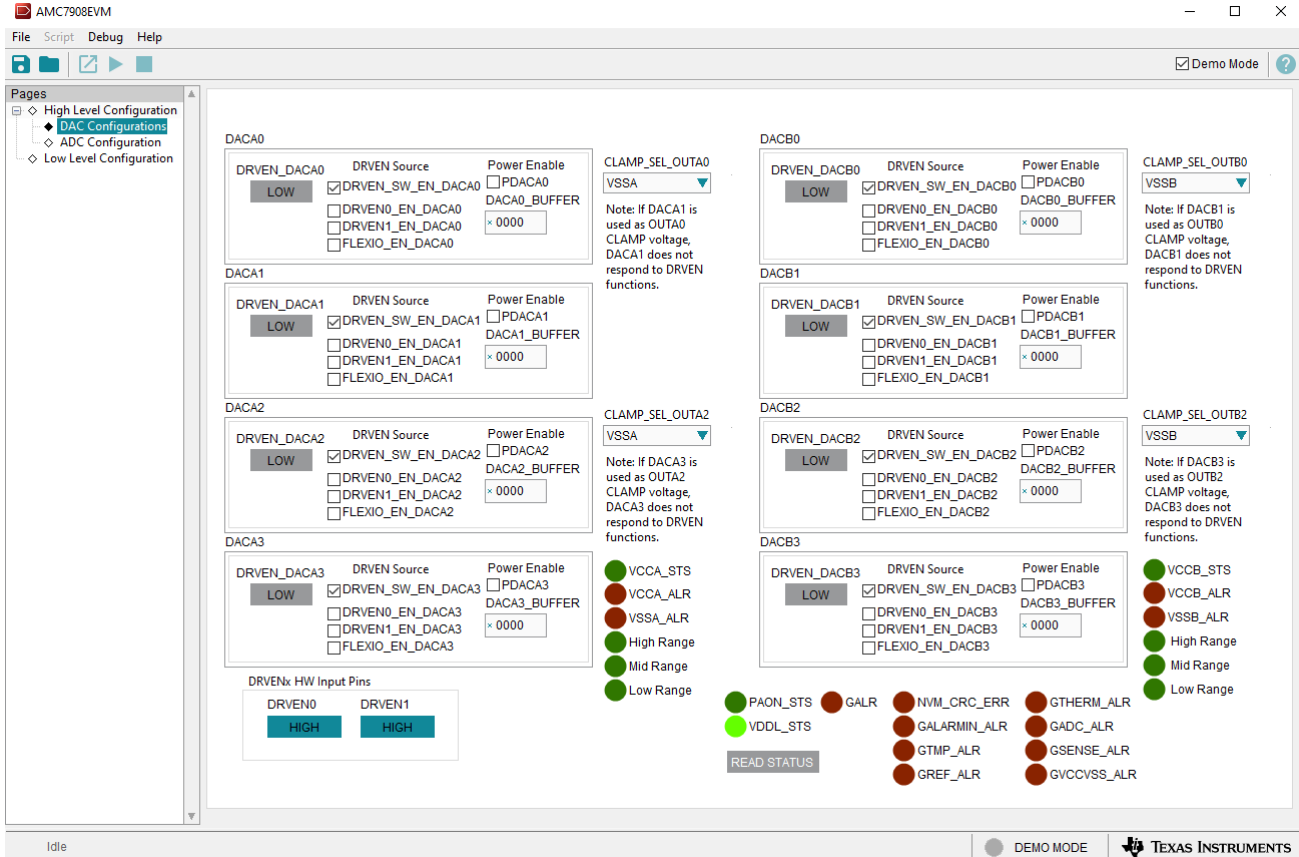 AMC7908EVM
File Script Debug Help
Demo Mode
Pages
High Level Configuration
DAC Configurations
ADC Configuration
Low Level Configuration
DACA0
DRVEN_DACA0
LOW
DRVEN Source
DRVEN_SW_EN_DACA0
DRVEN0_EN_DACA0
DRVEN1_EN_DACA0
FLEXIO_EN_DACA0
Power Enable
PDACA0
DACA0_BUFFER
× 0000
CLAMP_SEL_OUTA0
VSSA
Note: If DACA1 is
used as OUTA0
CLAMP voltage,
DACA1 does not
respond to DRVEN
functions.
DACA1
DRVEN_DACA1
LOW
DRVEN Source
DRVEN_SW_EN_DACA1
DRVEN0_EN_DACA1
DRVEN1_EN_DACA1
FLEXIO_EN_DACA1
Power Enable
PDACA1
DACA1_BUFFER
× 0000
DACA2
DRVEN_DACA2
LOW
DRVEN Source
DRVEN_SW_EN_DACA2
DRVEN0_EN_DACA2
DRVEN1_EN_DACA2
FLEXIO_EN_DACA2
Power Enable
PDACA2
DACA2_BUFFER
× 0000
CLAMP_SEL_OUTA2
VSSA
Note: If DACA3 is
used as OUTA2
CLAMP voltage,
DACA3 does not
respond to DRVEN
functions.
DACA3
DRVEN_DACA3
LOW
DRVEN Source
DRVEN_SW_EN_DACA3
DRVEN0_EN_DACA3
DRVEN1_EN_DACA3
FLEXIO_EN_DACA3
Power Enable
PDACA3
DACA3_BUFFER
× 0000
VCCA_STS
VCCA_ALR
VSSA_ALR
High Range
Mid Range
Low Range
DRVENx HW Input Pins
DRVEN0
HIGH
DRVEN1
HIGH
DACB0
DRVEN_DACB0
LOW
DRVEN Source
DRVEN_SW_EN_DACB0
DRVEN0_EN_DACB0
DRVEN1_EN_DACB0
FLEXIO_EN_DACB0
Power Enable
PDACB0
DACB0_BUFFER
× 0000
CLAMP_SEL_OUTB0
VSSB
Note: If DACB1 is
used as OUTB0
CLAMP voltage,
DACB1 does not
respond to DRVEN
functions.
DACB1
DRVEN_DACB1
LOW
DRVEN Source
DRVEN_SW_EN_DACB1
DRVEN0_EN_DACB1
DRVEN1_EN_DACB1
FLEXIO_EN_DACB1
Power Enable
PDACB1
DACB1_BUFFER
× 0000
DACB2
DRVEN_DACB2
LOW
DRVEN Source
DRVEN_SW_EN_DACB2
DRVEN0_EN_DACB2
DRVEN1_EN_DACB2
FLEXIO_EN_DACB2
Power Enable
PDACB2
DACB2_BUFFER
× 0000
CLAMP_SEL_OUTB2
VSSB
Note: If DACB3 is
used as OUTB2
CLAMP voltage,
DACB3 does not
respond to DRVEN
functions.
DACB3
DRVEN_DACB3
LOW
DRVEN Source
DRVEN_SW_EN_DACB3
DRVEN0_EN_DACB3
DRVEN1_EN_DACB3
FLEXIO_EN_DACB3
Power Enable
PDACB3
DACB3_BUFFER
× 0000
VCCB_STS
VCCB_ALR
VSSB_ALR
High Range
Mid Range
Low Range
PAON_STS
VDDL_STS
READ STATUS
GALR
NVM_CRC_ERR
GALARMIN_ALR
GTMP_ALR
GREF_ALR
GTHERM_ALR
GADC_ALR
GSENSE_ALR
GVCCVSS_ALR
Idle
DEMO MODE
TEXAS INSTRUMENTS